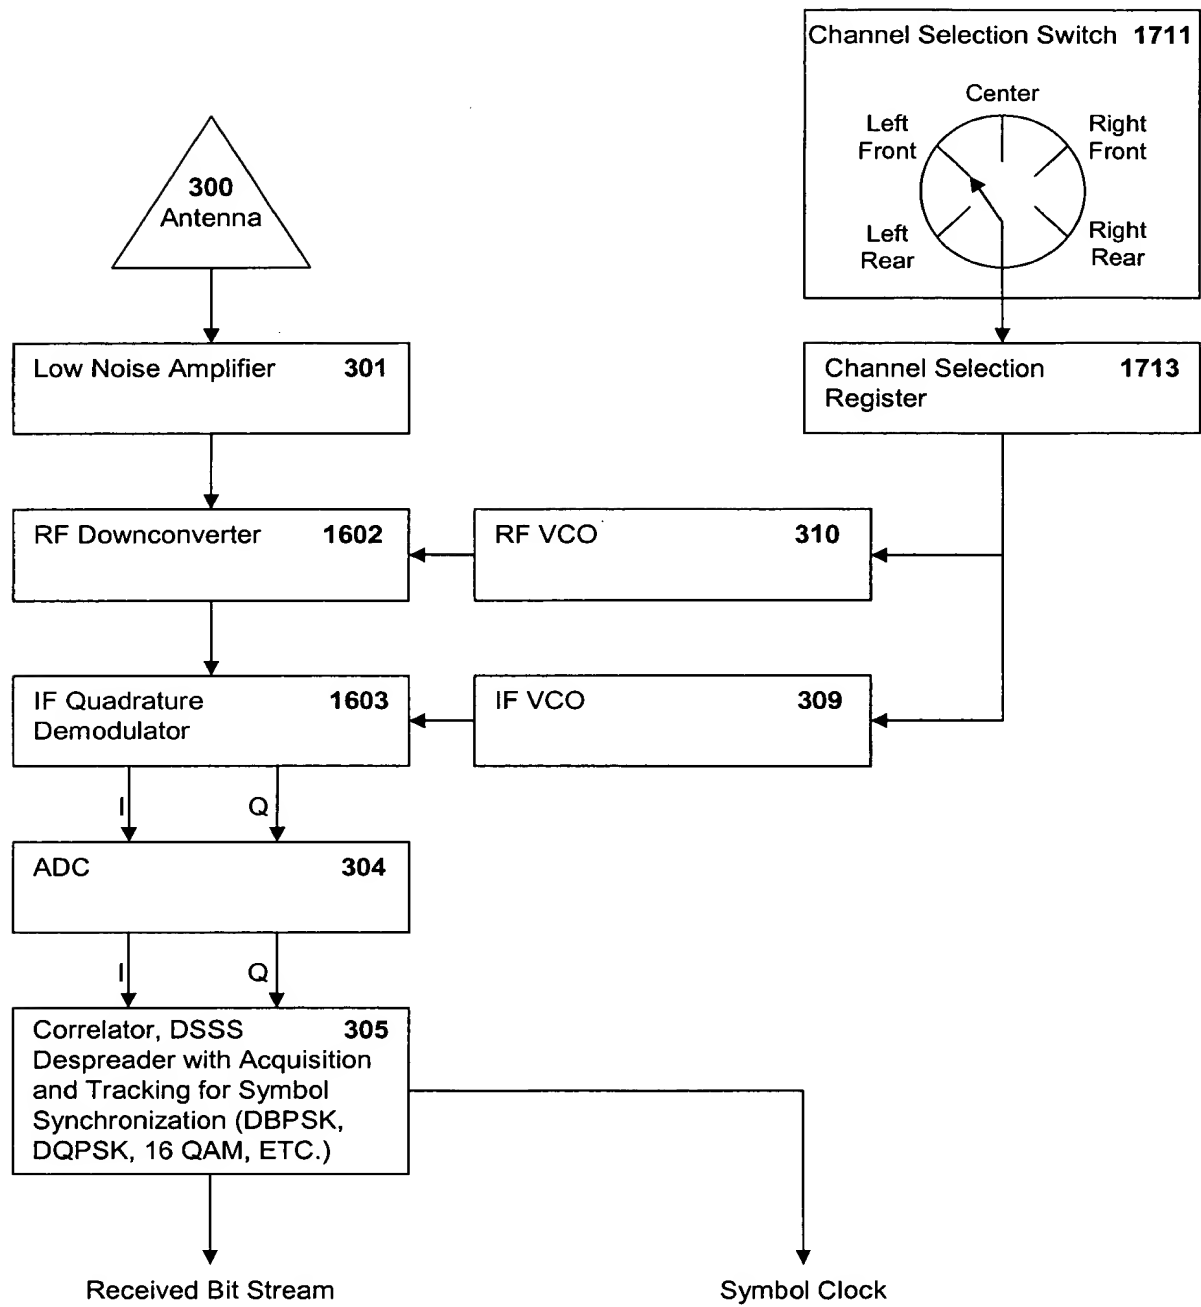 Channel Selection Switch 1711
Center
Left
Front
Right
Front
Left
Rear
Right
Rear
300
Antenna
Low Noise Amplifier 301
Channel Selection 1713
Register
RF Downconverter 1602
RF VCO 310
IF Quadrature 1603
Demodulator
IF VCO 309
I Q
ADC 304
I Q
Correlator, DSSS 305
Despreader with Acquisition
and Tracking for Symbol
Synchronization (DBPSK,
DQPSK, 16 QAM, ETC.)
Received Bit Stream
Symbol Clock